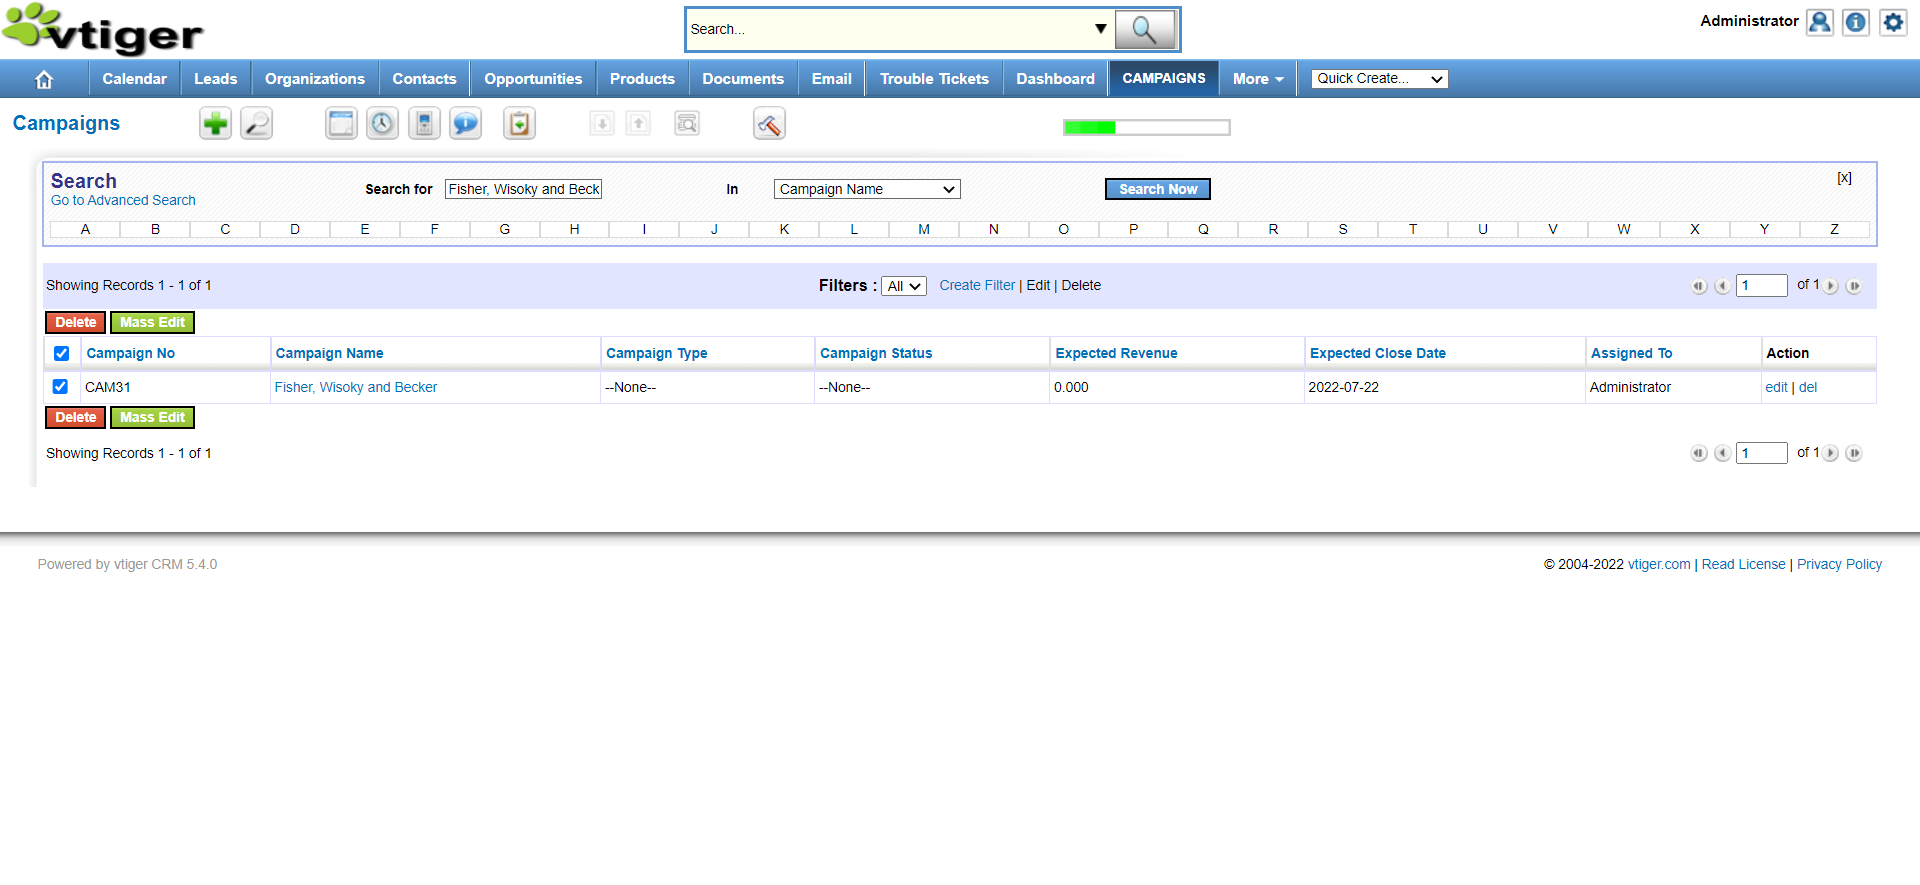 vtiger
Search...
Administrator
Calendar Leads Organizations Contacts Opportunities Products Documents Email Trouble Tickets Dashboard CAMPAIGNS More Quick Create...
Campaigns
Search
Go to Advanced Search
Search for Fisher, Wisoky and Beck In Campaign Name Search Now [x]
A B C D E F G H I J K L M N O P Q R S T U V W X Y Z
Showing Records 1 - 1 of 1 Filters : All Create Filter | Edit | Delete 1 of 1
Delete Mass Edit
Campaign No Campaign Name Campaign Type Campaign Status Expected Revenue Expected Close Date Assigned To Action
CAM31 Fisher, Wisoky and Becker --None-- --None-- 0.000 2022-07-22 Administrator edit | del
Delete Mass Edit
Showing Records 1 - 1 of 1 1 of 1
Powered by vtiger CRM 5.4.0 © 2004-2022 vtiger.com | Read License | Privacy Policy